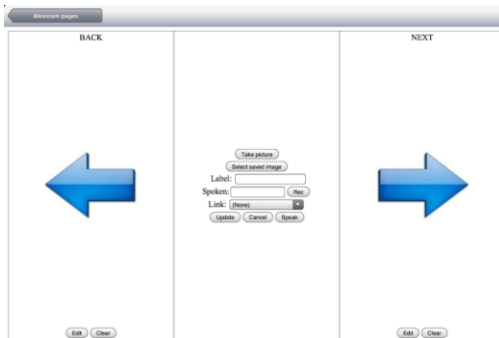 Alexicom pages
BACK
NEXT
Take picture
Select saved image
Label:
Spoken: Rec
Link: (None)
Update Cancel Speak
Edit Clear
Edit Clear